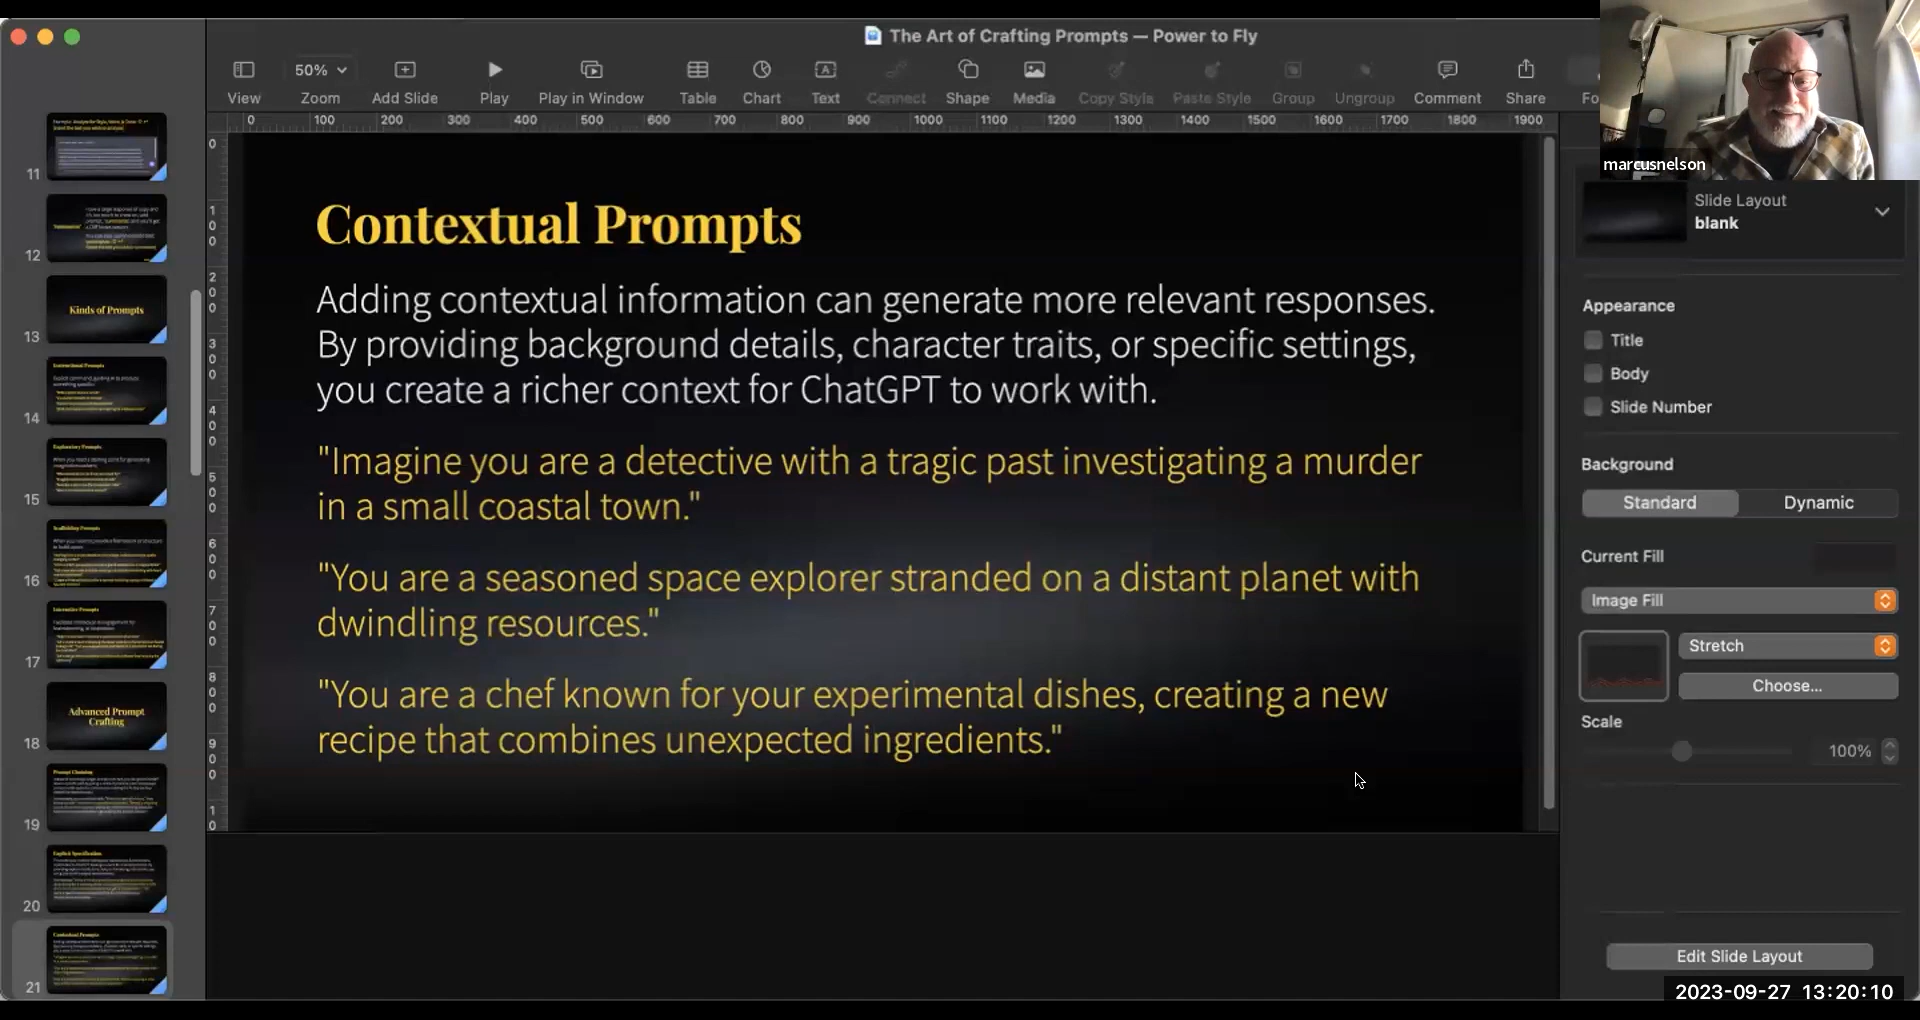 The Art of Crafting Prompts — Power to Fly
50%
View
Zoom
Add Slide
Play
Play in Window
Table
Chart
Text
Connect
Shape
Media
Copy Style
Paste Style
Group
Ungroup
Comment
Share
marcusnelson
0 100 200 300 400 500 600 700 800 900 1000 1100 1200 1300 1400 1500 1600 1700 1800 1900
11
12
Kinds of Prompts
13
14
15
16
17
Advanced Prompt
Crafting
18
Prompt Chaining
19
Explicit Specification
20
Contextual Prompts
21
Contextual Prompts
Adding contextual information can generate more relevant responses.
By providing background details, character traits, or specific settings,
you create a richer context for ChatGPT to work with.
"Imagine you are a detective with a tragic past investigating a murder
in a small coastal town."
"You are a seasoned space explorer stranded on a distant planet with
dwindling resources."
"You are a chef known for your experimental dishes, creating a new
recipe that combines unexpected ingredients."
Slide Layout
blank
Appearance
Title
Body
Slide Number
Background
Standard
Dynamic
Current Fill
Image Fill
Stretch
Choose...
Scale
100%
Edit Slide Layout
2023-09-27 13:20:10